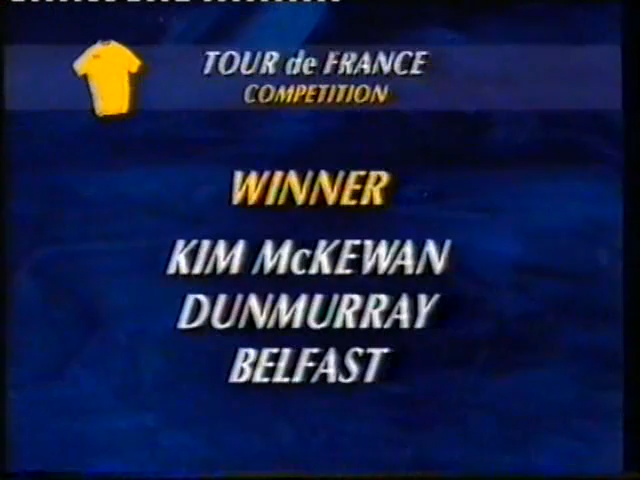 TOUR de FRANCE
COMPETITION
WINNER
KIM McKEWAN
DUNMURRAY
BELFAST